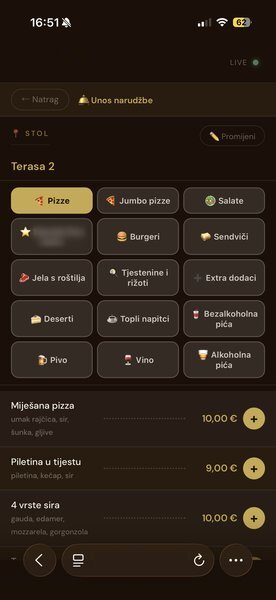 16:51
62
LIVE
← Natrag
Unos narudžbe
STOL
Promijeni
Terasa 2
Pizze
Jumbo pizze
Salate
Burgeri
Sendviči
Jela s roštilja
Tjestenine i
rižoti
Extra dodaci
Deserti
Topli napitci
Bezalkoholna
pića
Pivo
Vino
Alkoholna
pića
Miješana pizza
umak rajčica, sir,
šunka, gljive
10,00 €
+
Piletina u tijestu
piletina, kečap, sir
9,00 €
+
4 vrste sira
gauda, edamer,
mozzarela, gorgonzola
10,00 €
+